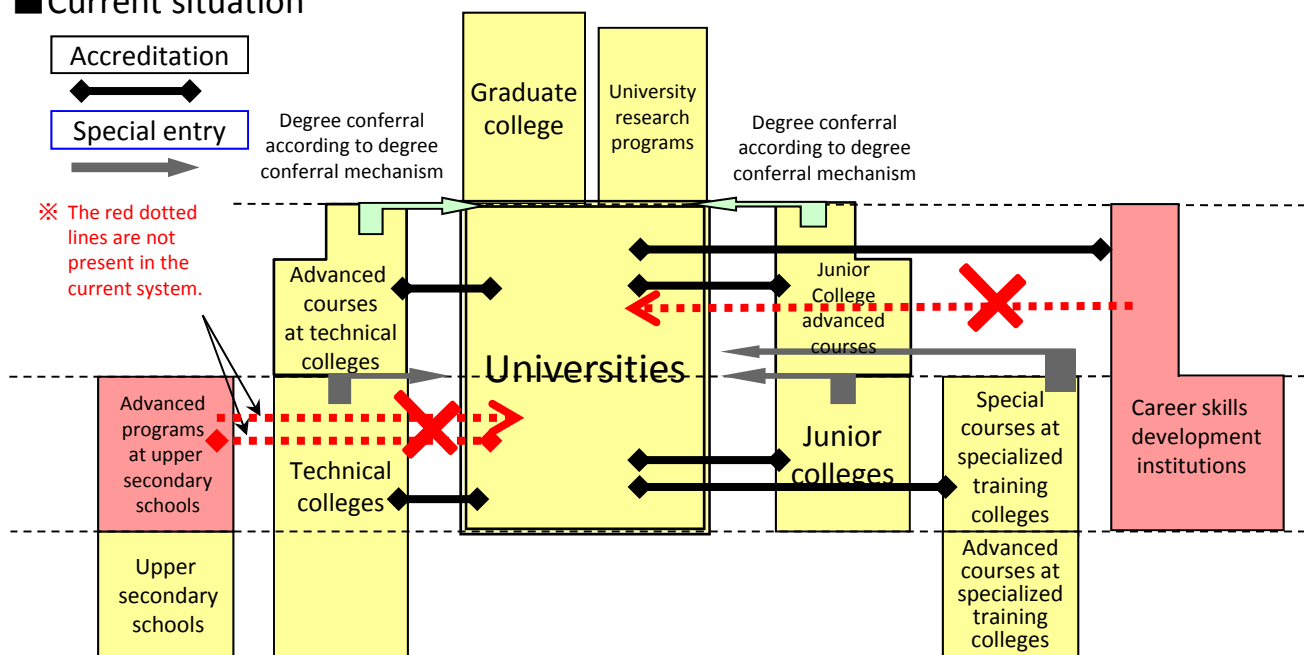 ■Current situation
Accreditation
Special entry
※ The red dotted
lines are not
present in the
current system.
Degree conferral
according to degree
conferral mechanism
Graduate
college
University
research
programs
Degree conferral
according to degree
conferral mechanism
Advanced
courses
at technical
colleges
Universities
Junior
College
advanced
courses
Advanced
programs
at upper
secondary
schools
Technical
colleges
Junior
colleges
Special
courses at
specialized
training
colleges
Career skills
development
institutions
Upper
secondary
schools
Advanced
courses at
specialized
training
colleges